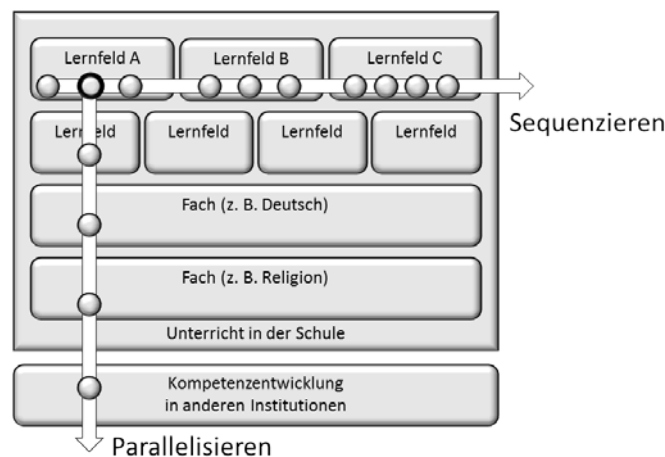 Lernfeld A
Lernfeld B
Lernfeld C
Sequenzieren
Lernfeld
Lernfeld
Lernfeld
Lernfeld
Fach (z. B. Deutsch)
Fach (z. B. Religion)
Unterricht in der Schule
Kompetenzentwicklung
in anderen Institutionen
Parallelisieren